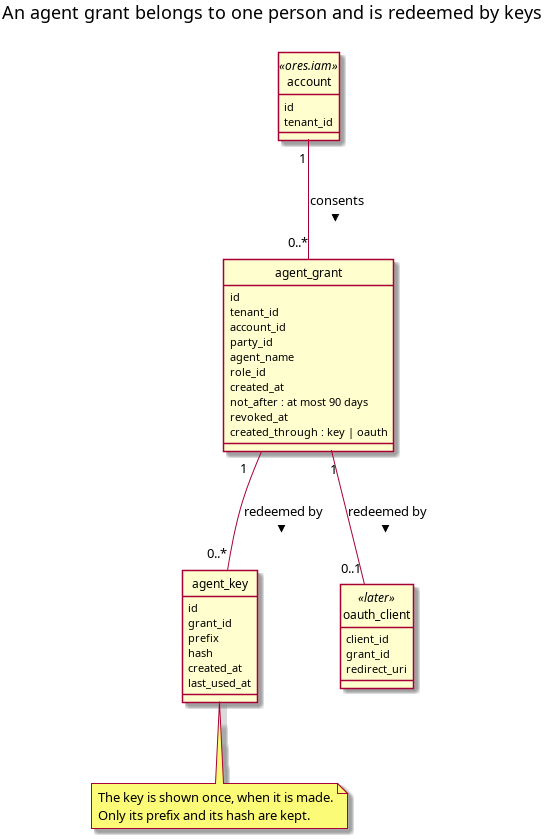 An agent grant belongs to one person and is redeemed by keys
«ores.iam»
account
id
tenant_id
1
consents
▼
0..*
agent_grant
id
tenant_id
account_id
party_id
agent_name
role_id
created_at
not_after : at most 90 days
revoked_at
created_through : key | oauth
1
1
redeemed by
▼
redeemed by
▼
0..*
0..1
agent_key
id
grant_id
prefix
hash
created_at
last_used_at
«later»
oauth_client
client_id
grant_id
redirect_uri
The key is shown once, when it is made.
Only its prefix and its hash are kept.